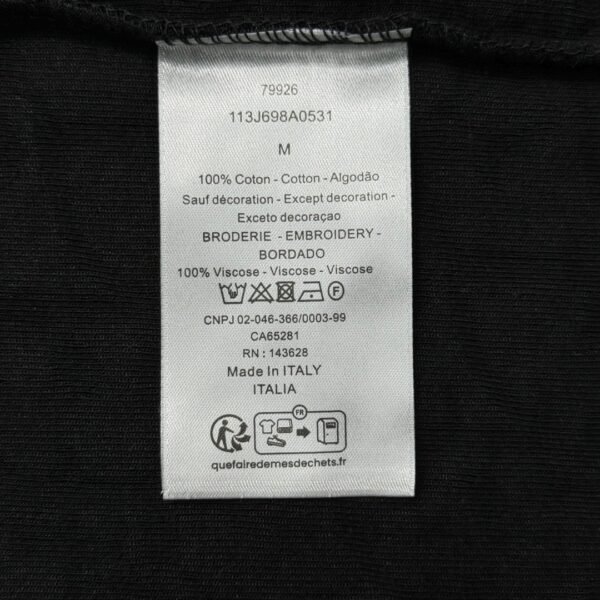 79926
113J698A0531
M
100% Coton - Cotton - Algodão
Sauf décoration - Except decoration -
Exceto decoraçao
BRODERIE - EMBROIDERY -
BORDADO
100% Viscose - Viscose - Viscose
F
CNPJ 02-046-366/0003-99
CA65281
RN : 143628
Made In ITALY
ITALIA
FR
quefairedemesdechets.fr